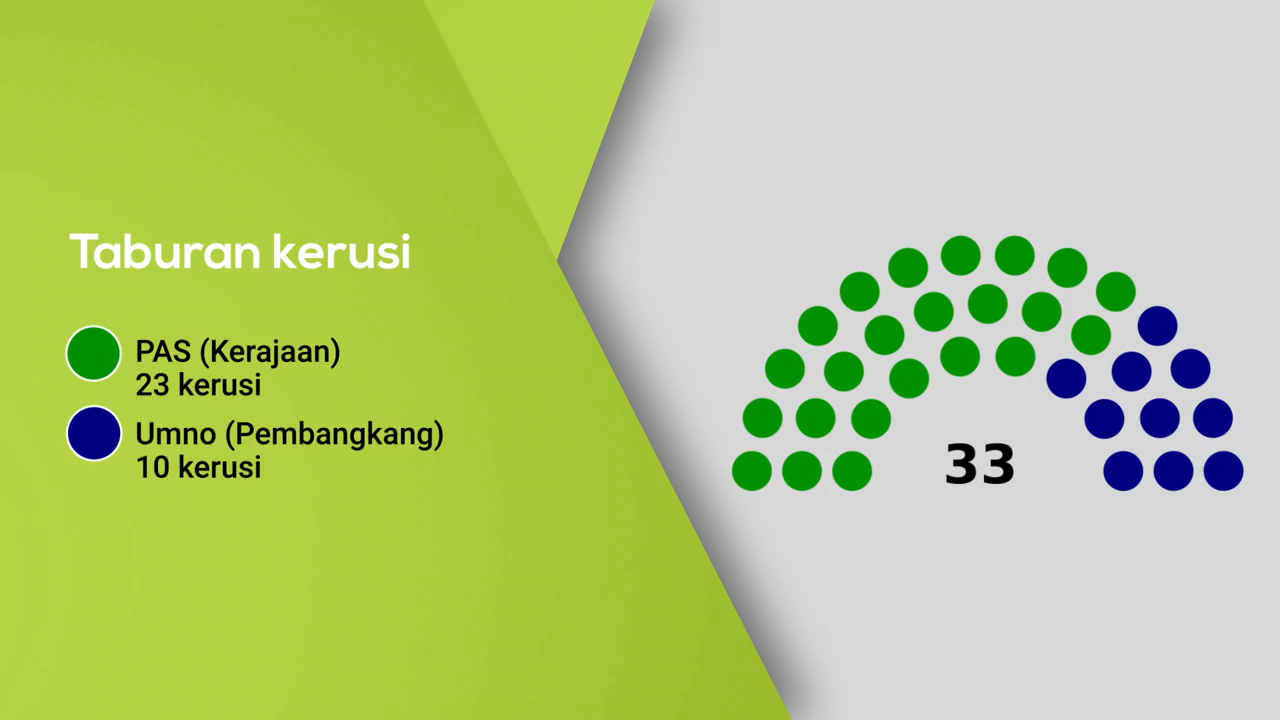 Taburan kerusi
PAS (Kerajaan)
23 kerusi
Umno (Pembangkang)
10 kerusi
33